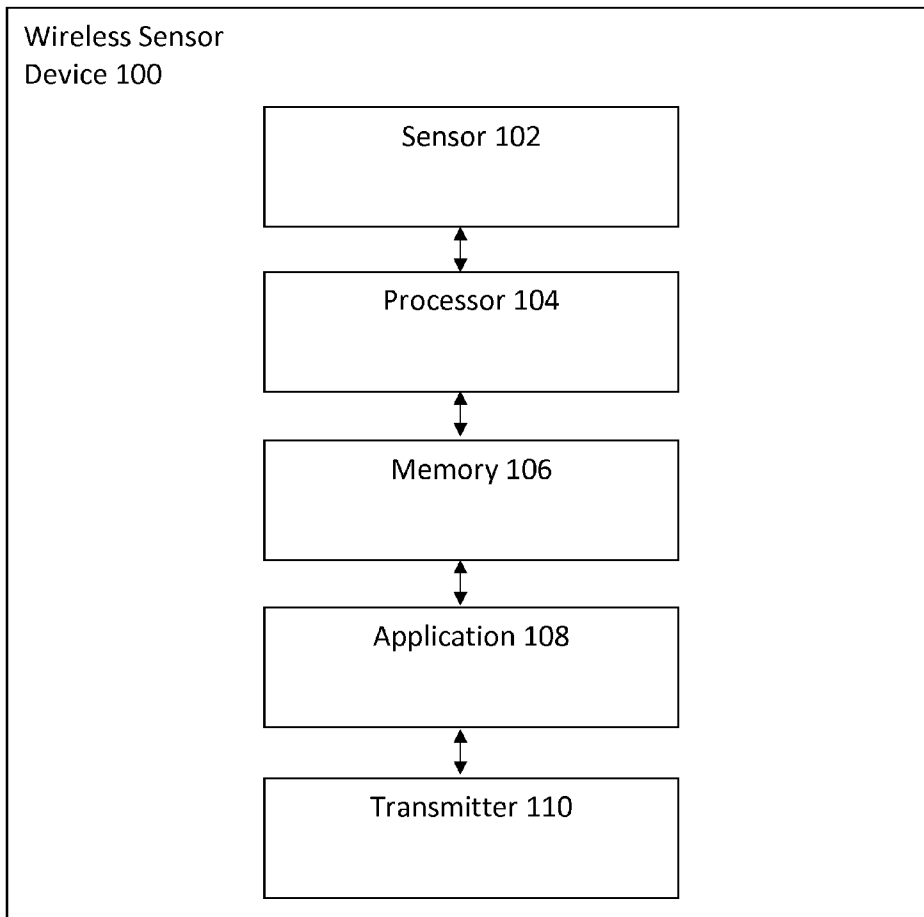 Wireless Sensor
Device 100
Sensor 102
Processor 104
Memory 106
Application 108
Transmitter 110